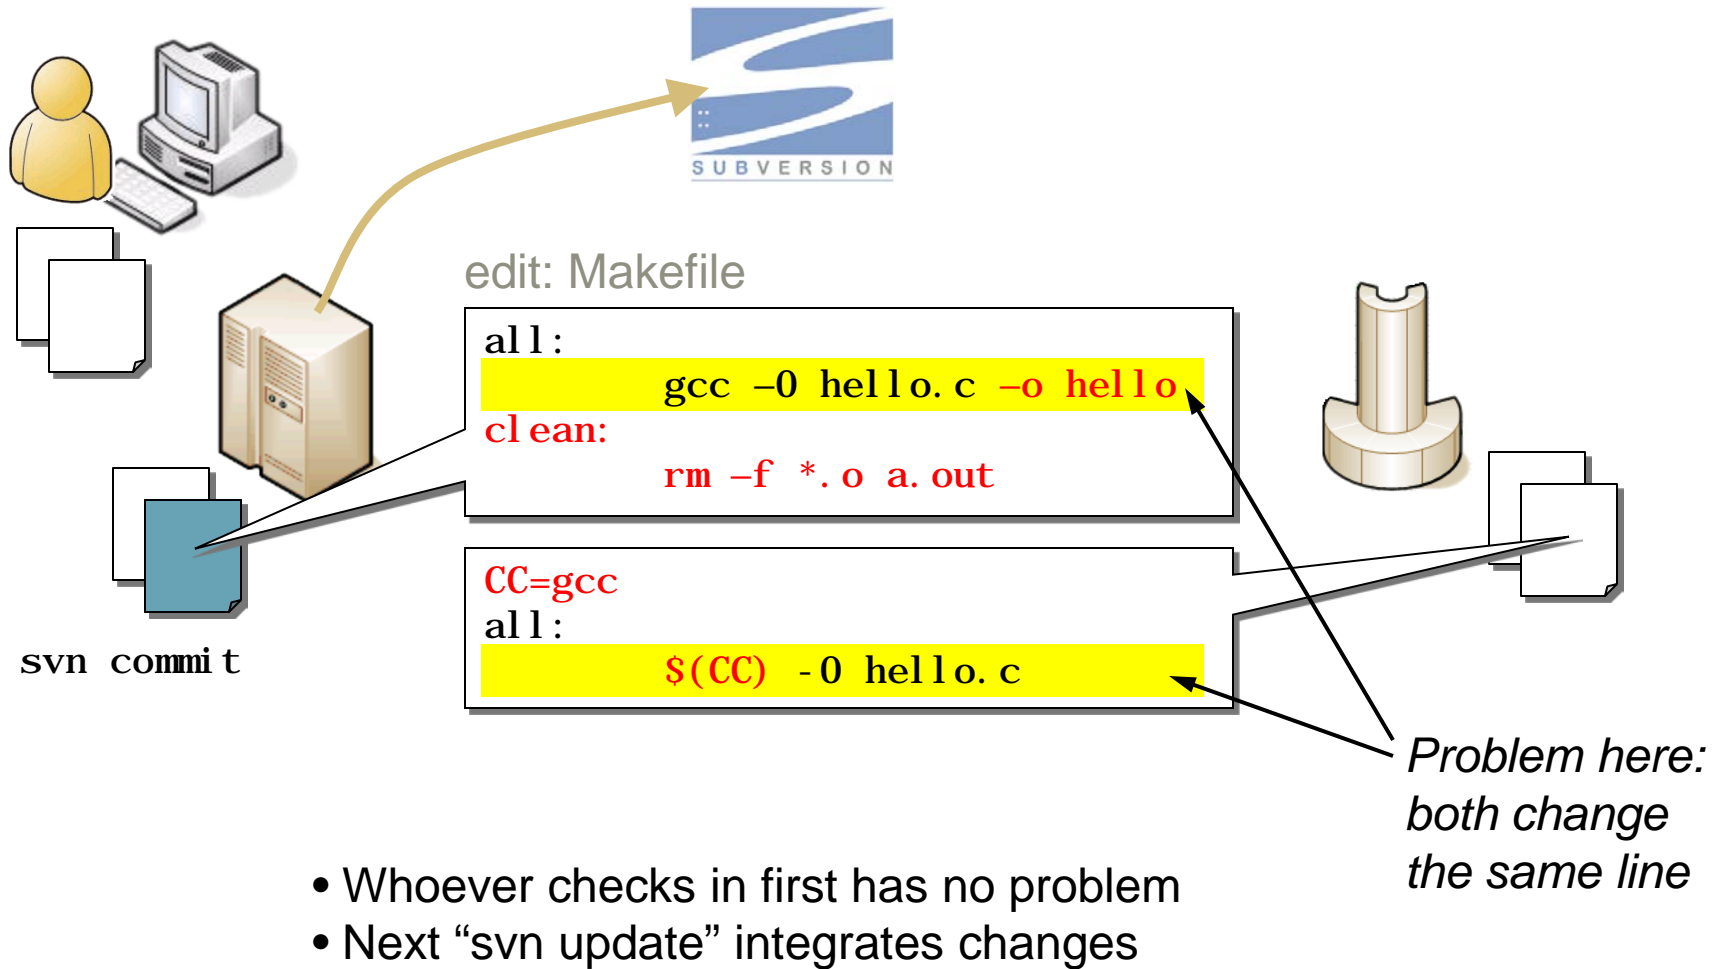 SUBVERSION
edit: Makefile
all:
gcc –O hello.c –o hello
clean:
rm –f *.o a.out
CC=gcc
all:
$(CC) -O hello.c
svn commit
Problem here:
both change
the same line
• Whoever checks in first has no problem
• Next “svn update” integrates changes